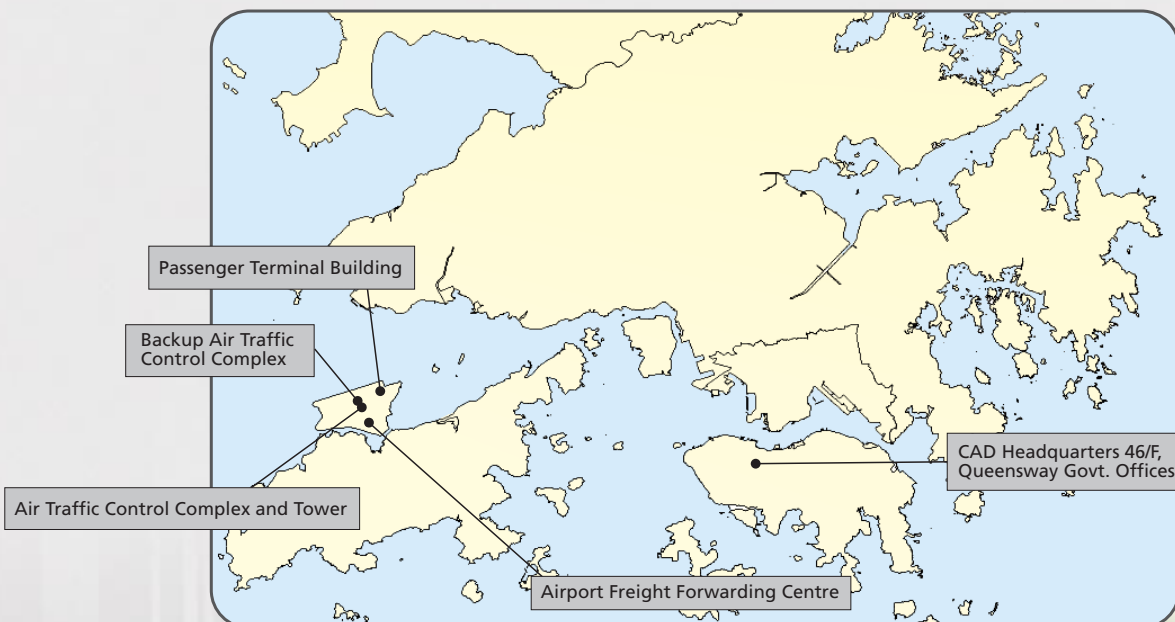 Passenger Terminal Building
Backup Air Traffic
Control Complex
CAD Headquarters 46/F,
Queensway Govt. Offices
Air Traffic Control Complex and Tower
Airport Freight Forwarding Centre